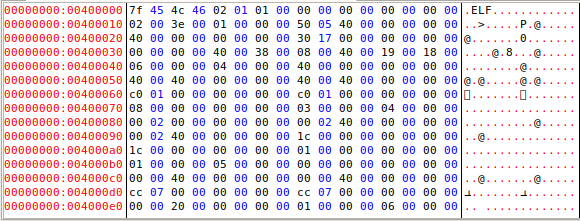 00000000:00400000 7f 45 4c 46 02 01 01 00 00 00 00 00 00 00 00 00 .ELF............
00000000:00400010 02 00 3e 00 01 00 00 00 50 05 40 00 00 00 00 00 ..>.....P.@.....
00000000:00400020 40 00 00 00 00 00 00 00 30 17 00 00 00 00 00 00 @.......0.......
00000000:00400030 00 00 00 00 40 00 38 00 08 00 40 00 19 00 18 00 ....@.8...@.....
00000000:00400040 06 00 00 00 04 00 00 00 40 00 00 00 00 00 00 00 ........@.......
00000000:00400050 40 00 40 00 00 00 00 00 40 00 40 00 00 00 00 00 @.@.....@.@.....
00000000:00400060 c0 01 00 00 00 00 00 00 c0 01 00 00 00 00 00 00 .......  .......
00000000:00400070 08 00 00 00 00 00 00 00 03 00 00 00 04 00 00 00 ................
00000000:00400080 00 02 00 00 00 00 00 00 00 02 40 00 00 00 00 00 ..........@.....
00000000:00400090 00 02 40 00 00 00 00 00 1c 00 00 00 00 00 00 00 ..@.............
00000000:004000a0 1c 00 00 00 00 00 00 00 01 00 00 00 00 00 00 00 ................
00000000:004000b0 01 00 00 00 05 00 00 00 00 00 00 00 00 00 00 00 ................
00000000:004000c0 00 00 40 00 00 00 00 00 00 00 40 00 00 00 00 00 ..@.......@.....
00000000:004000d0 cc 07 00 00 00 00 00 00 cc 07 00 00 00 00 00 00 .......  .......
00000000:004000e0 00 00 20 00 00 00 00 00 01 00 00 00 06 00 00 00 .. .............